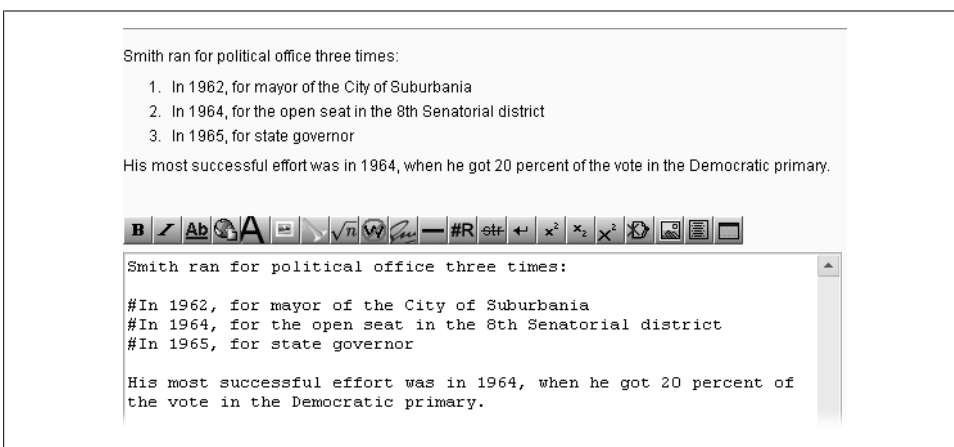 Smith ran for political office three times:
1. In 1962, for mayor of the City of Suburbania
2. In 1964, for the open seat in the 8th Senatorial district
3. In 1965, for state governor
His most successful effort was in 1964, when he got 20 percent of the vote in the Democratic primary.
B I Ab A √n W #R str ↵ x² x₂ x²
Smith ran for political office three times:
#In 1962, for mayor of the City of Suburbania
#In 1964, for the open seat in the 8th Senatorial district
#In 1965, for state governor
His most successful effort was in 1964, when he got 20 percent of
the vote in the Democratic primary.